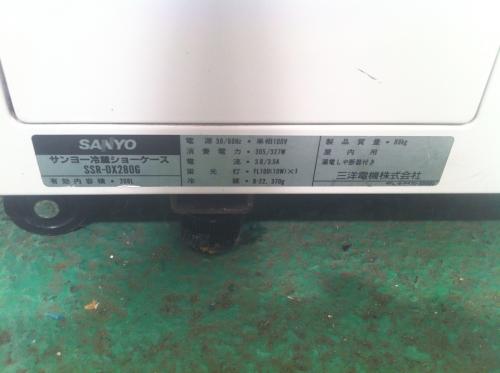 SANYO
サンヨー冷蔵ショーケース
SSR-DX280G
有効内容積・280L
電源 50/60Hz・単相100V
消費電力・305/327W
電流・3.8/3.5A
蛍光灯・FL10D(10W)×1
冷媒・R-22, 370g
製品質量・80kg
屋内用
漏電しゃ断器付き
三洋電機株式会社